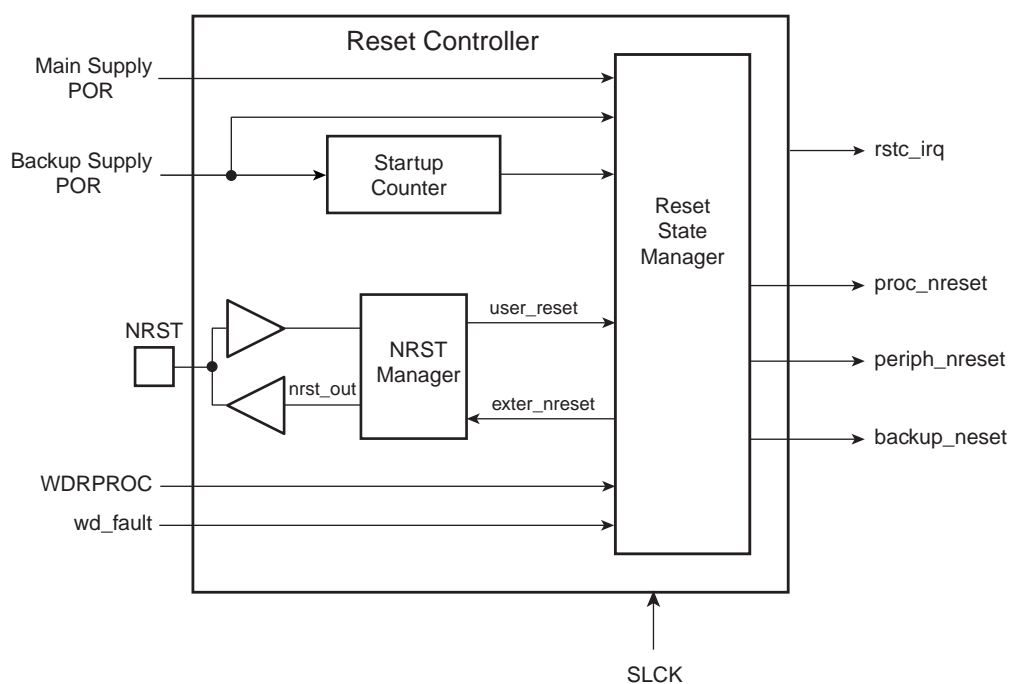 Reset Controller
Main Supply
POR
Backup Supply
POR
Startup
Counter
rstc_irq
Reset
State
Manager
proc_nreset
user_reset
NRST
NRST
Manager
periph_nreset
nrst_out
exter_nreset
backup_neset
WDRPROC
wd_fault
SLCK